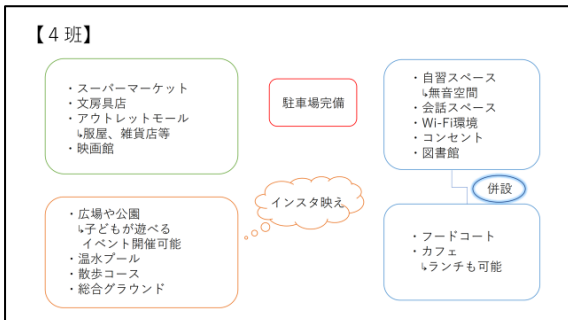 【4班】
・スーパーマーケット
・文房具店
・アウトレットモール
↳服屋、雑貨店等
・映画館
駐車場完備
・自習スペース
↳無音空間
・会話スペース
・Wi-Fi環境
・コンセント
・図書館
併設
・広場や公園
↳子どもが遊べる
イベント開催可能
・温水プール
・散歩コース
・総合グラウンド
インスタ映え
・フードコート
・カフェ
↳ランチも可能